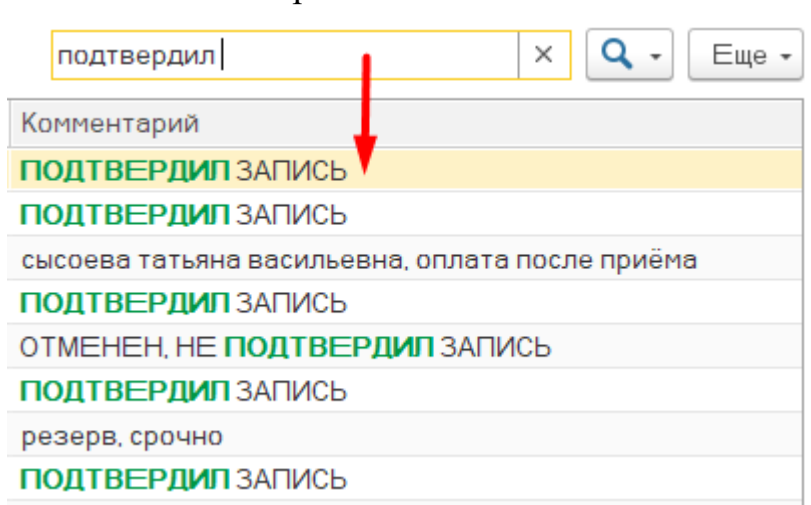 подтвердил
Еще
Комментарий
ПОДТВЕРДИЛ ЗАПИСЬ
ПОДТВЕРДИЛ ЗАПИСЬ
сысоева татьяна васильевна, оплата после приёма
ПОДТВЕРДИЛ ЗАПИСЬ
ОТМЕНЕН, НЕ ПОДТВЕРДИЛ ЗАПИСЬ
ПОДТВЕРДИЛ ЗАПИСЬ
резерв, срочно
ПОДТВЕРДИЛ ЗАПИСЬ